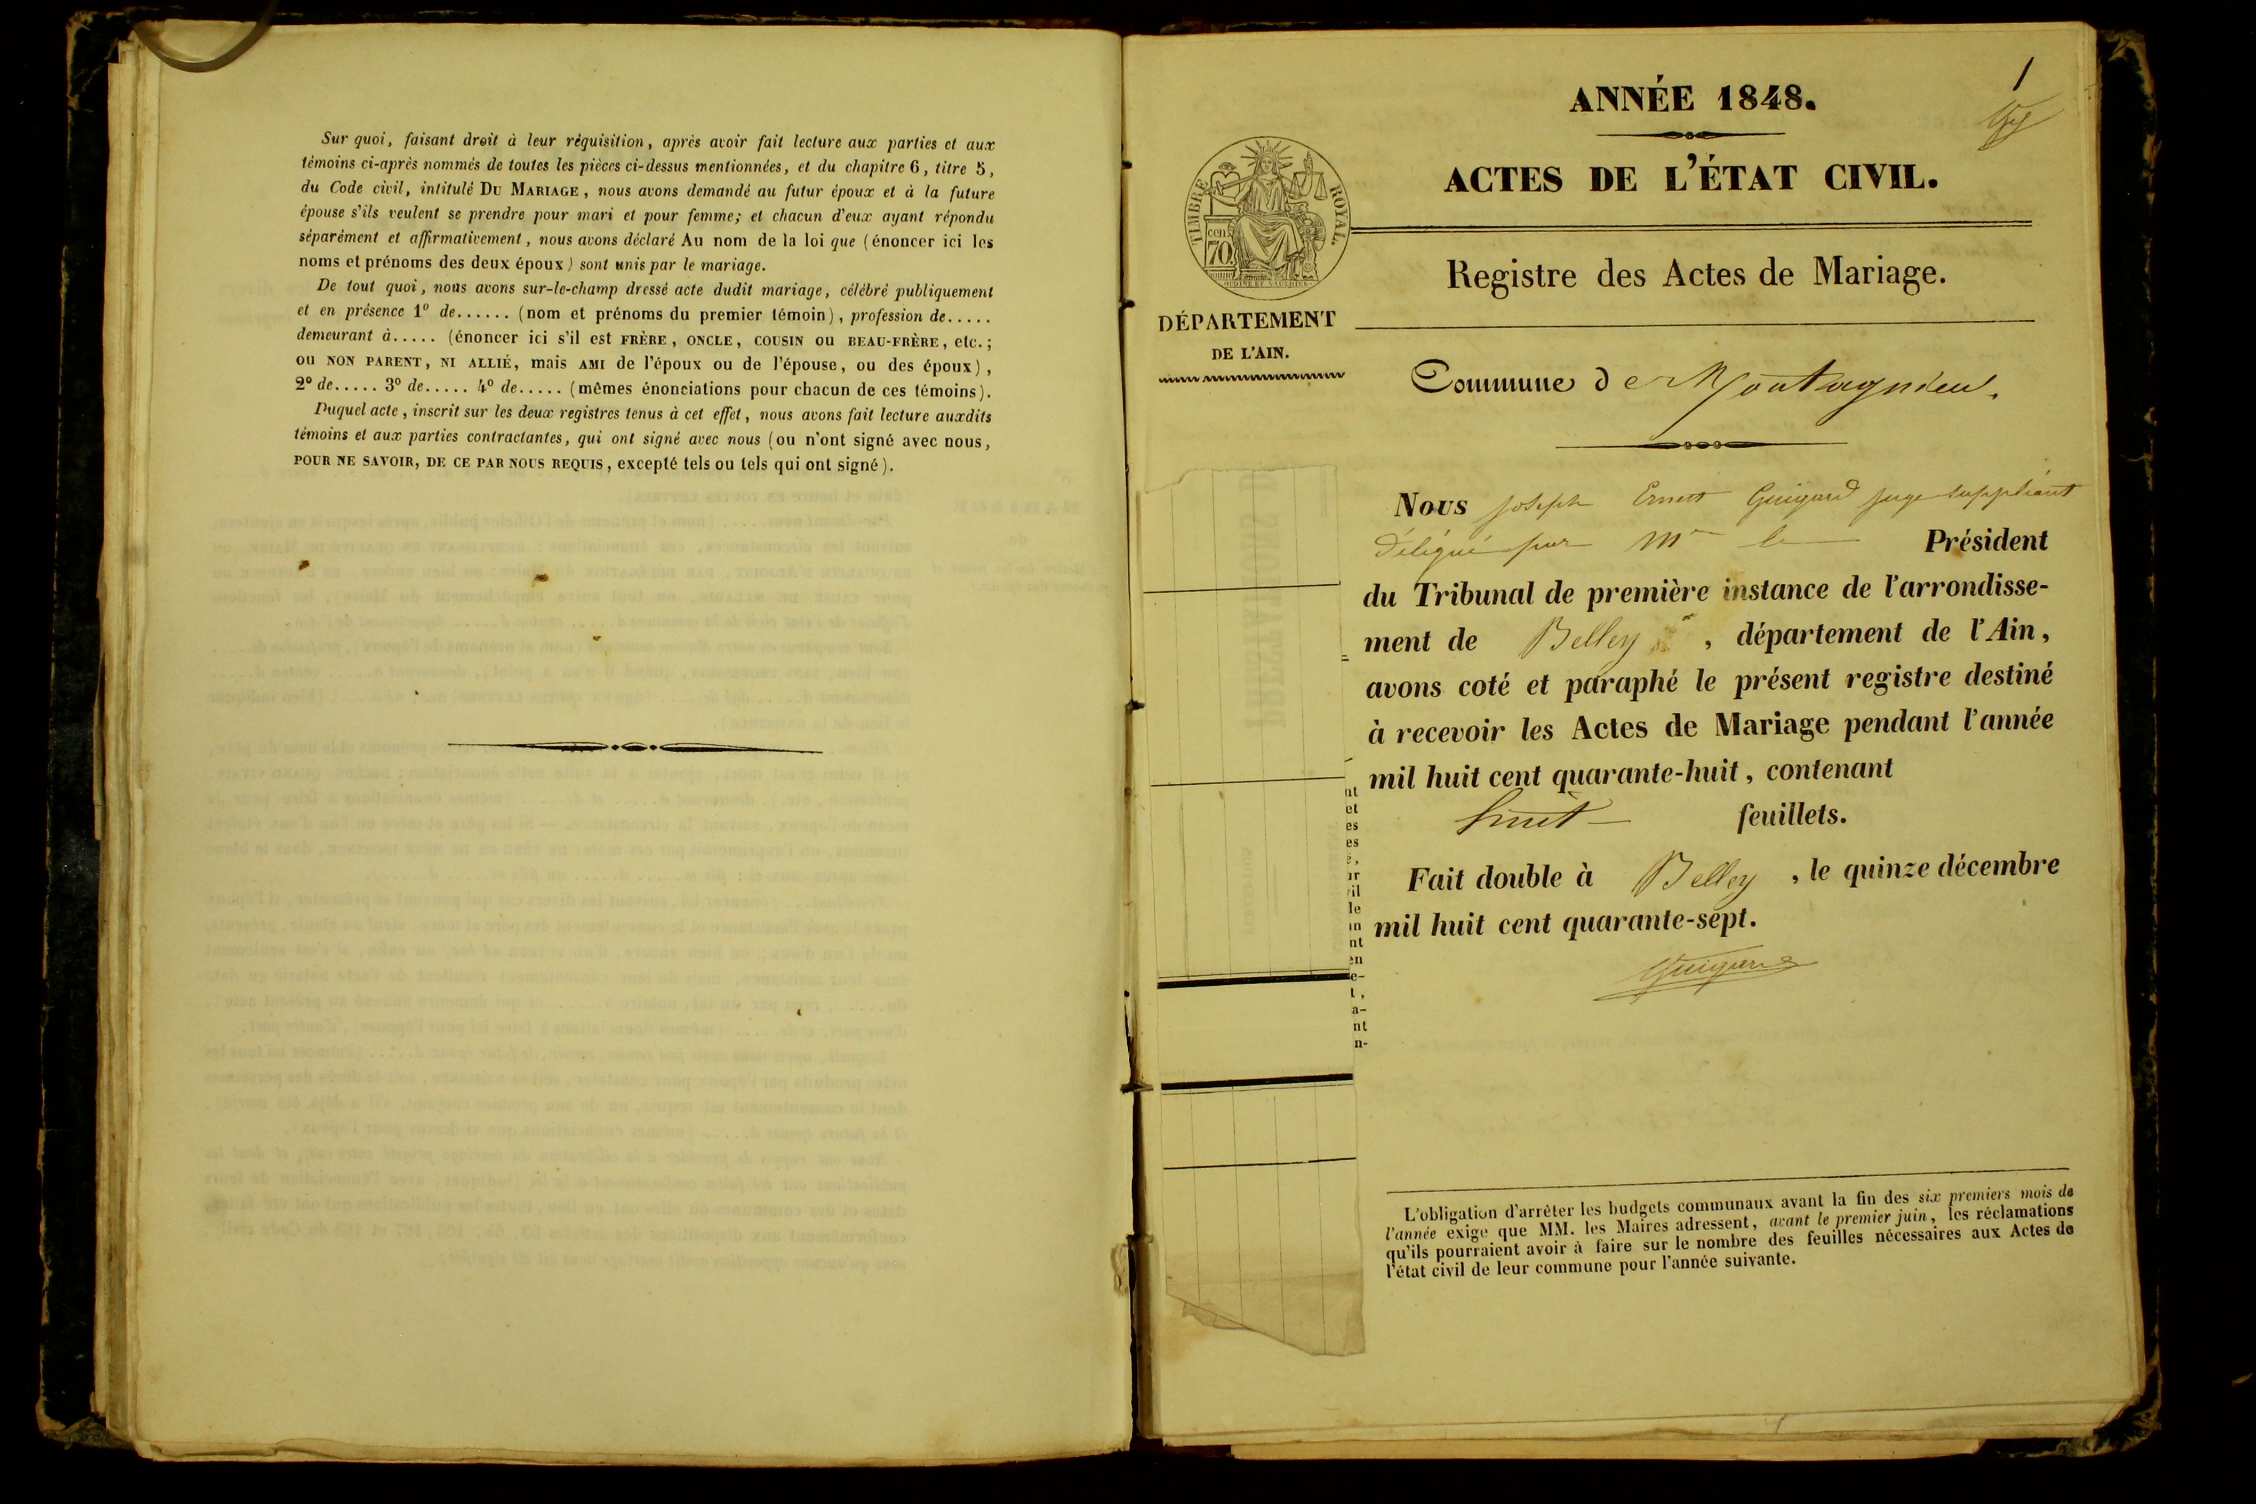 Sur quoi, faisant droit à leur réquisition, après avoir fait lecture aux parties et aux
témoins ci-après nommés de toutes les pièces ci-dessus mentionnées, et du chapitre 6, titre 5,
du Code civil, intitulé DU MARIAGE, nous avons demandé au futur époux et à la future
épouse s'ils veulent se prendre pour mari et pour femme; et chacun d'eux ayant répondu
séparément et affirmativement, nous avons déclaré Au nom de la loi que (énoncer ici les
noms et prénoms des deux époux) sont unis par le mariage.
De tout quoi, nous avons sur-le-champ dressé acte dudit mariage, célébré publiquement
et en présence 1º de...... (nom et prénoms du premier témoin), profession de.....
demeurant à..... (énoncer ici s'il est FRÈRE, ONCLE, COUSIN ou BEAU-FRÈRE, etc.;
ou NON PARENT, NI ALLIÉ, mais AMI de l'époux ou de l'épouse, ou des époux),
2º de..... 3º de..... 4º de..... (mêmes énonciations pour chacun de ces témoins).
Duquel acte, inscrit sur les deux registres tenus à cet effet, nous avons fait lecture auxdits
témoins et aux parties contractantes, qui ont signé avec nous (ou n'ont signé avec nous,
POUR NE SAVOIR, DE CE PAR NOUS REQUIS, excepté tels ou tels qui ont signé).
1
ANNÉE 1848.
ACTES DE L'ÉTAT CIVIL.
TIMBRE ROYAL.
cen. 70.
Registre des Actes de Mariage.
DÉPARTEMENT
DE L'AIN.
Commune de Montagnieu.
Nous joseph Ernest Guigard juge suppléant
délégué par Mr le Président
du Tribunal de première instance de l'arrondisse-
ment de Belley, département de l'Ain,
avons coté et paraphé le présent registre destiné
à recevoir les Actes de Mariage pendant l'année
mil huit cent quarante-huit, contenant
huit feuillets.
Fait double à Belley, le quinze décembre
mil huit cent quarante-sept.
Guigard
L'obligation d'arrêter les budgets communaux avant la fin des six premiers mois de
l'année exige que MM. les Maires adressent, avant le premier juin, les réclamations
qu'ils pourraient avoir à faire sur le nombre des feuilles nécessaires aux Actes de
l'état civil de leur commune pour l'année suivante.